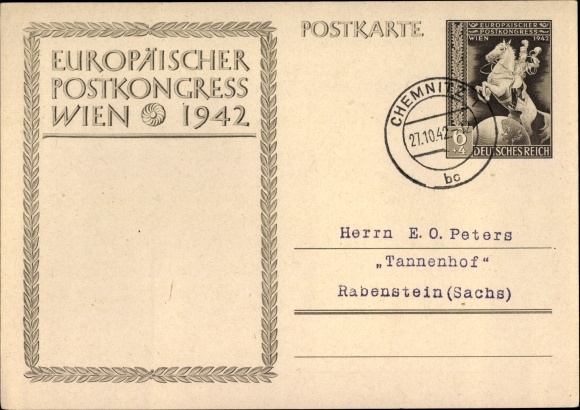 EUROPÄISCHER
POSTKONGRESS
WIEN 1942
POSTKARTE
EUROPÄISCHER
POSTKONGRESS
WIEN 1942
6+4
DEUTSCHES REICH
CHEMNITZ
27.10.42
bc
Herrn E.O.Peters
„Tannenhof"
Rabenstein(Sachs)